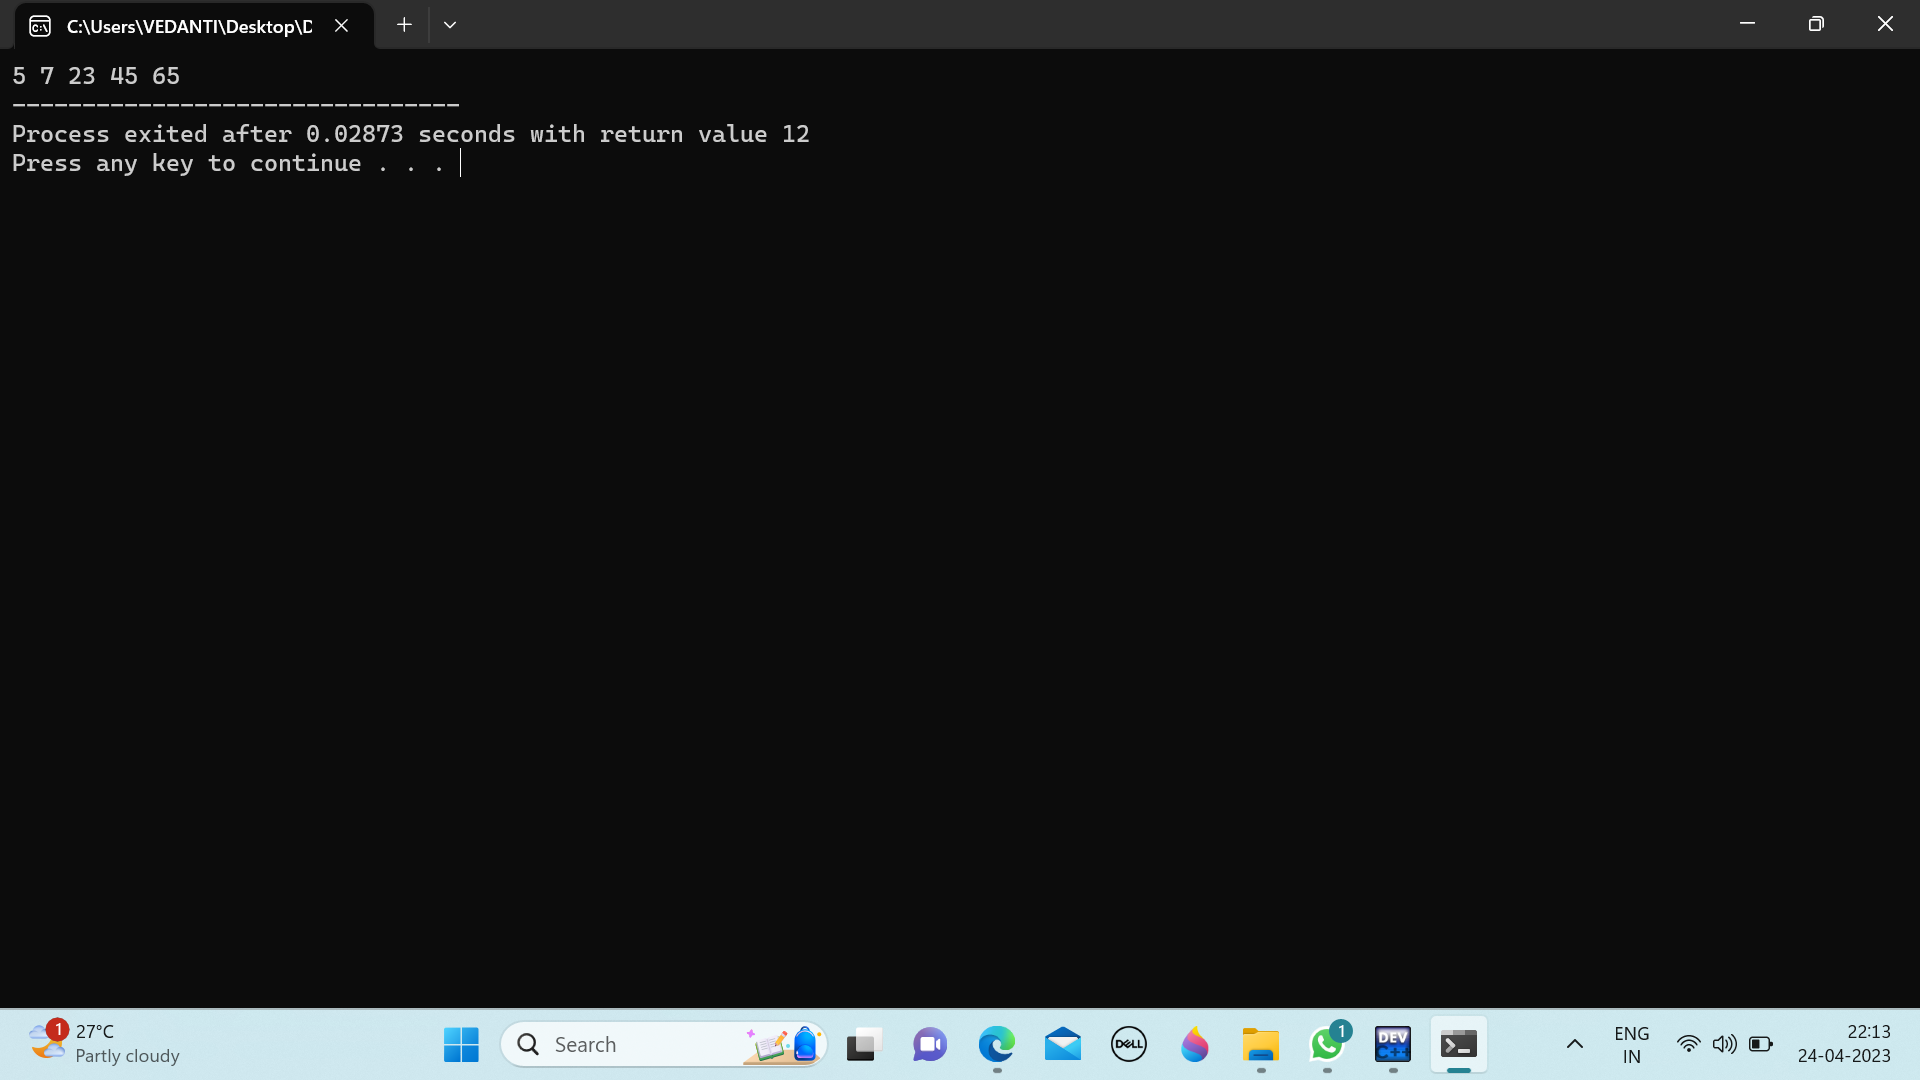 C:\Users\VEDANTI\Desktop\D
5 7 23 45 65
--------------------------------
Process exited after 0.02873 seconds with return value 12
Press any key to continue . . .
1
27°C
Partly cloudy
Search
DELL
1
DEV
C++
ENG
IN
22:13
24-04-2023